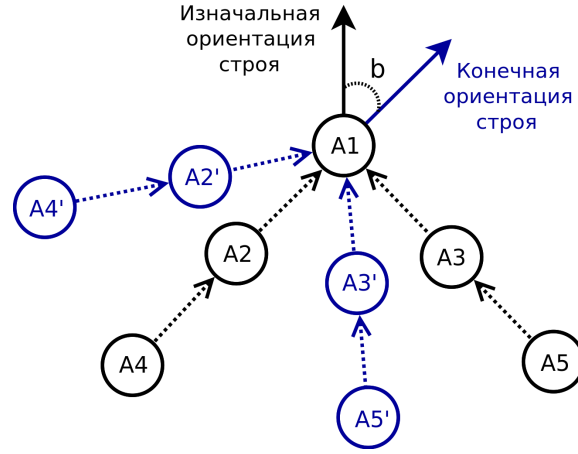 Изначальная
ориентация
строя
b
Конечная
ориентация
строя
A1
A2'
A4'
A2
A3
A3'
A4
A5
A5'